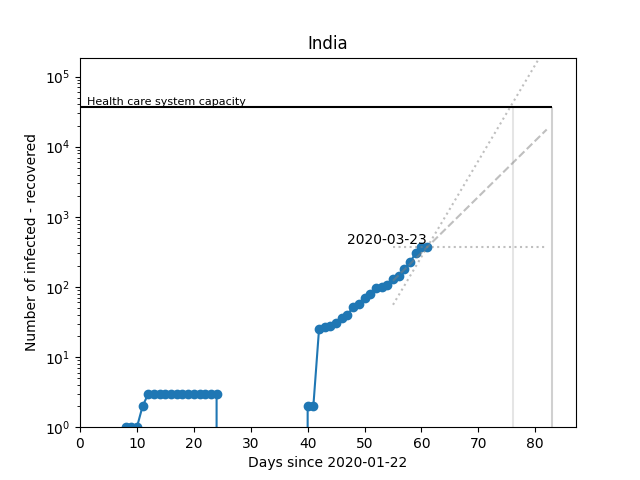 India
10⁵
Health care system capacity
10⁴
10³
2020-03-23
10²
10¹
10⁰
Number of infected - recovered
0 10 20 30 40 50 60 70 80
Days since 2020-01-22